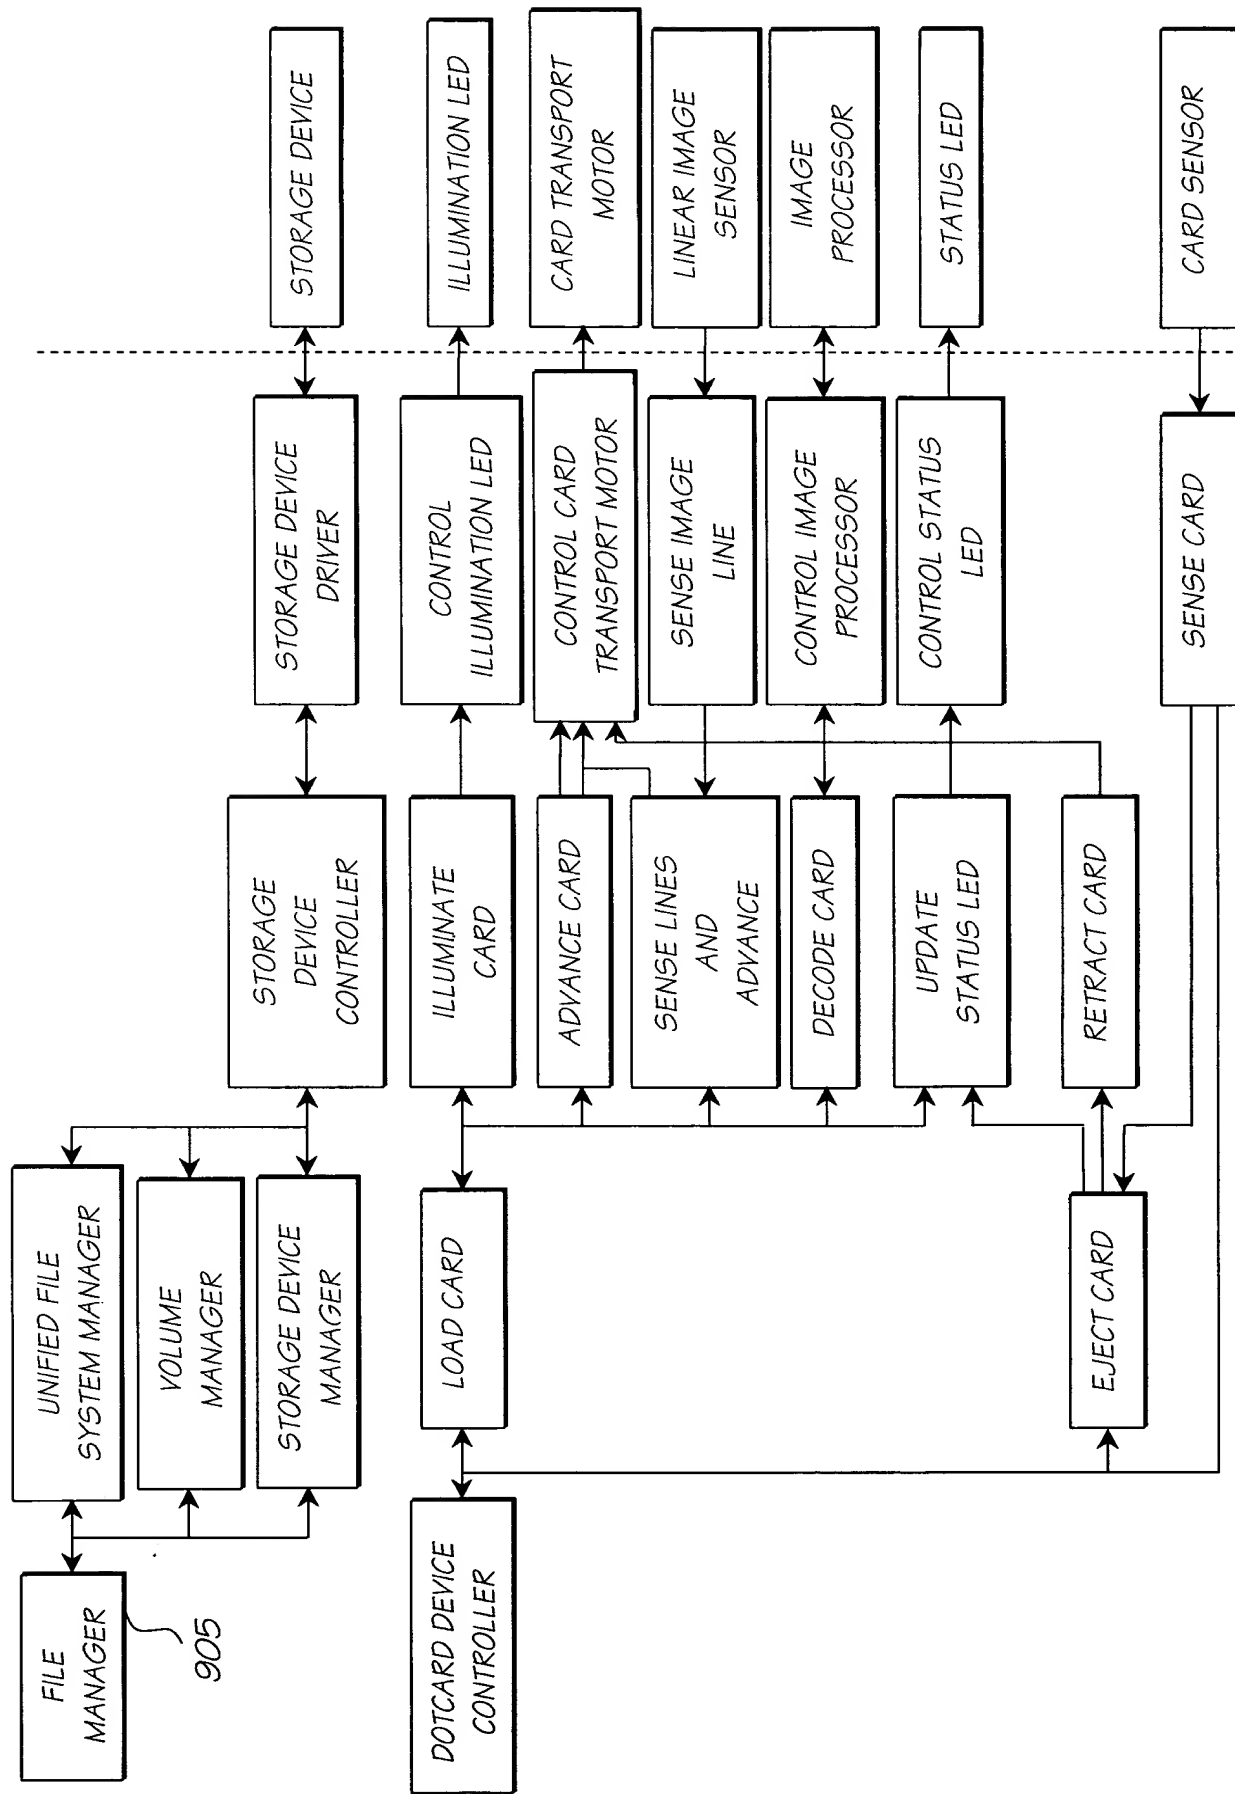 FILE
MANAGER
905
UNIFIED FILE
SYSTEM MANAGER
VOLUME
MANAGER
STORAGE DEVICE
MANAGER
STORAGE
DEVICE
CONTROLLER
STORAGE DEVICE
DRIVER
STORAGE DEVICE
DOTCARD DEVICE
CONTROLLER
LOAD CARD
ILLUMINATE
CARD
CONTROL
ILLUMINATION LED
ILLUMINATION LED
ADVANCE CARD
CONTROL CARD
TRANSPORT MOTOR
CARD TRANSPORT
MOTOR
SENSE LINES
AND
ADVANCE
SENSE IMAGE
LINE
LINEAR IMAGE
SENSOR
DECODE CARD
CONTROL IMAGE
PROCESSOR
IMAGE
PROCESSOR
UPDATE
STATUS LED
CONTROL STATUS
LED
STATUS LED
EJECT CARD
RETRACT CARD
SENSE CARD
CARD SENSOR